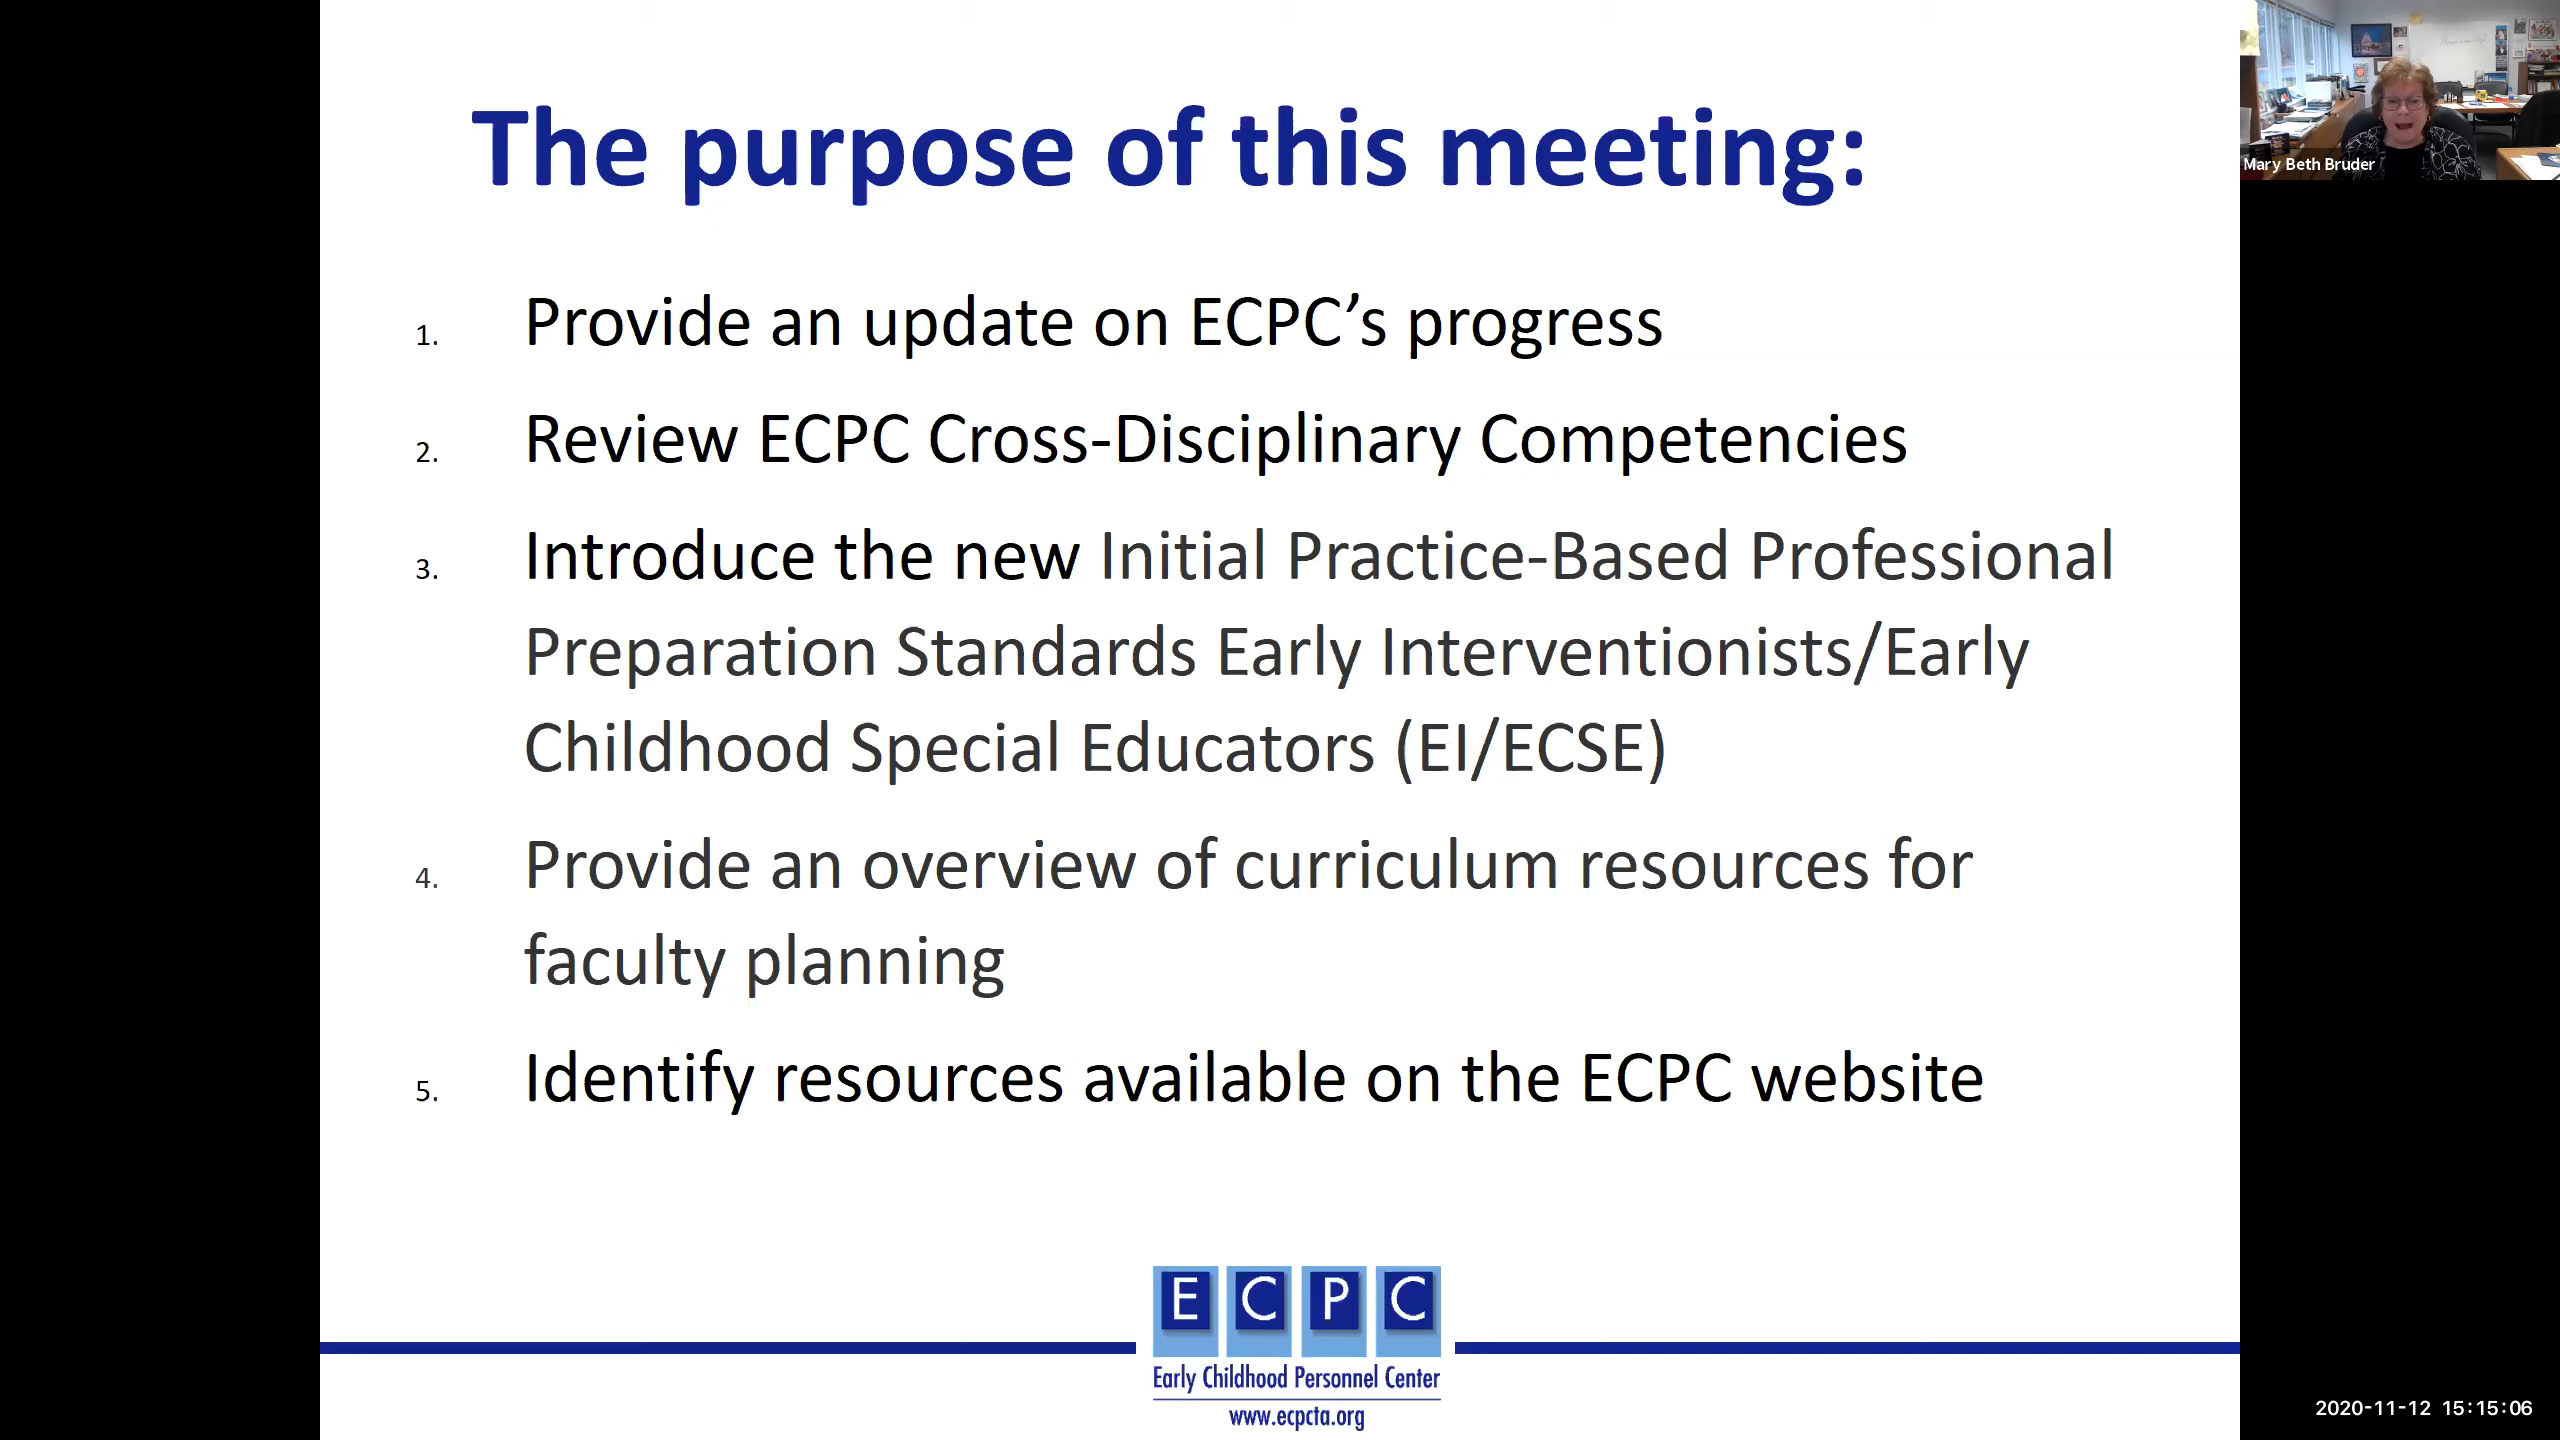 The purpose of this meeting:
1. Provide an update on ECPC’s progress
2. Review ECPC Cross-Disciplinary Competencies
3. Introduce the new Initial Practice-Based Professional
Preparation Standards Early Interventionists/Early
Childhood Special Educators (EI/ECSE)
4. Provide an overview of curriculum resources for
faculty planning
5. Identify resources available on the ECPC website
E C P C
Early Childhood Personnel Center
www.ecpcta.org
Mary Beth Bruder
2020-11-12 15:15:06